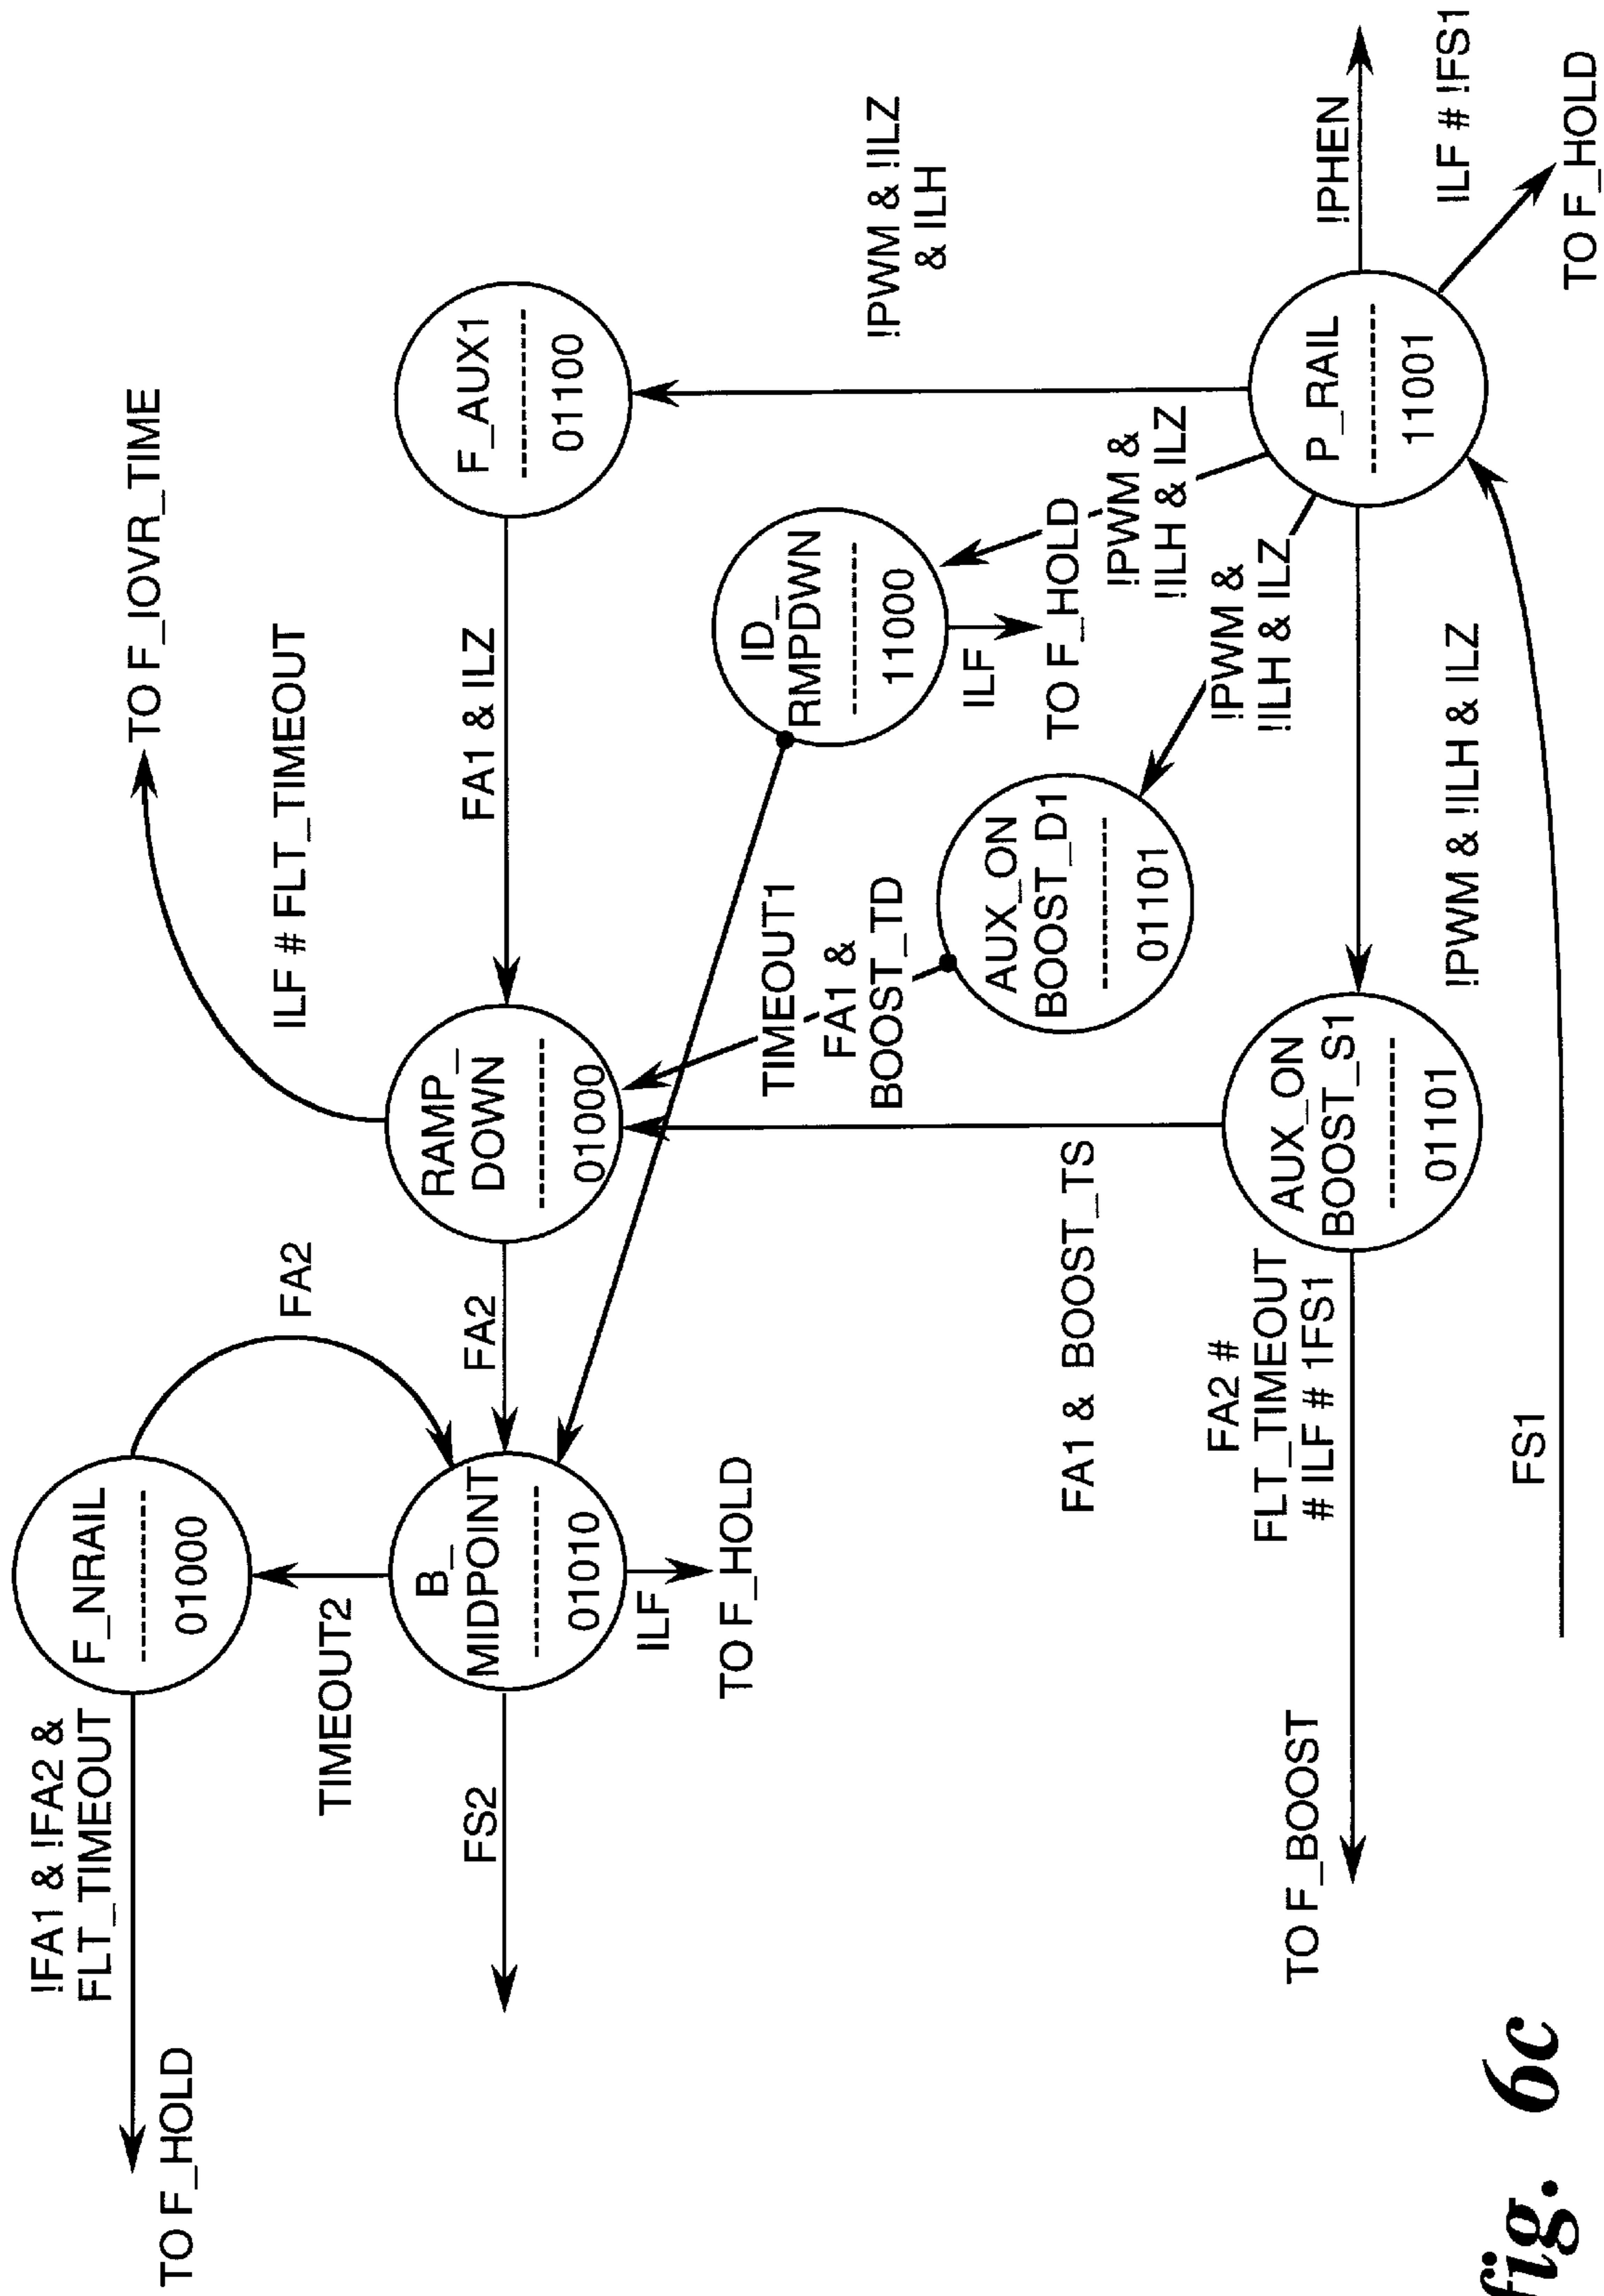 !FA1 & !FA2 &
FLT_TIMEOUT
TO F_HOLD
F_NRAIL
01000
FA2
TIMEOUT2
FS2
B_
MIDPOINT
01010
ILF
TO F_HOLD
FA2
RAMP_
DOWN
01000
ILF # FLT_TIMEOUT
TO F_IOVR_TIME
FA1 & ILZ
F_AUX1
01100
!PWM & !ILZ
& ILH
ID_
RMPDWN
11000
ILF
TO F_HOLD
TIMEOUT1
FA1 &
BOOST_TD
AUX_ON
BOOST_D1
01101
!PWM &
!ILH & ILZ
!PWM &
!ILH & ILZ
FA1 & BOOST_TS
FA2 #
FLT_TIMEOUT
# ILF # 1FS1
TO F_BOOST
AUX_ON
BOOST_S1
01101
!PWM & !ILH & ILZ
P_RAIL
11001
!PHEN
ILF # !FS1
TO F_HOLD
FS1
fig. 6c